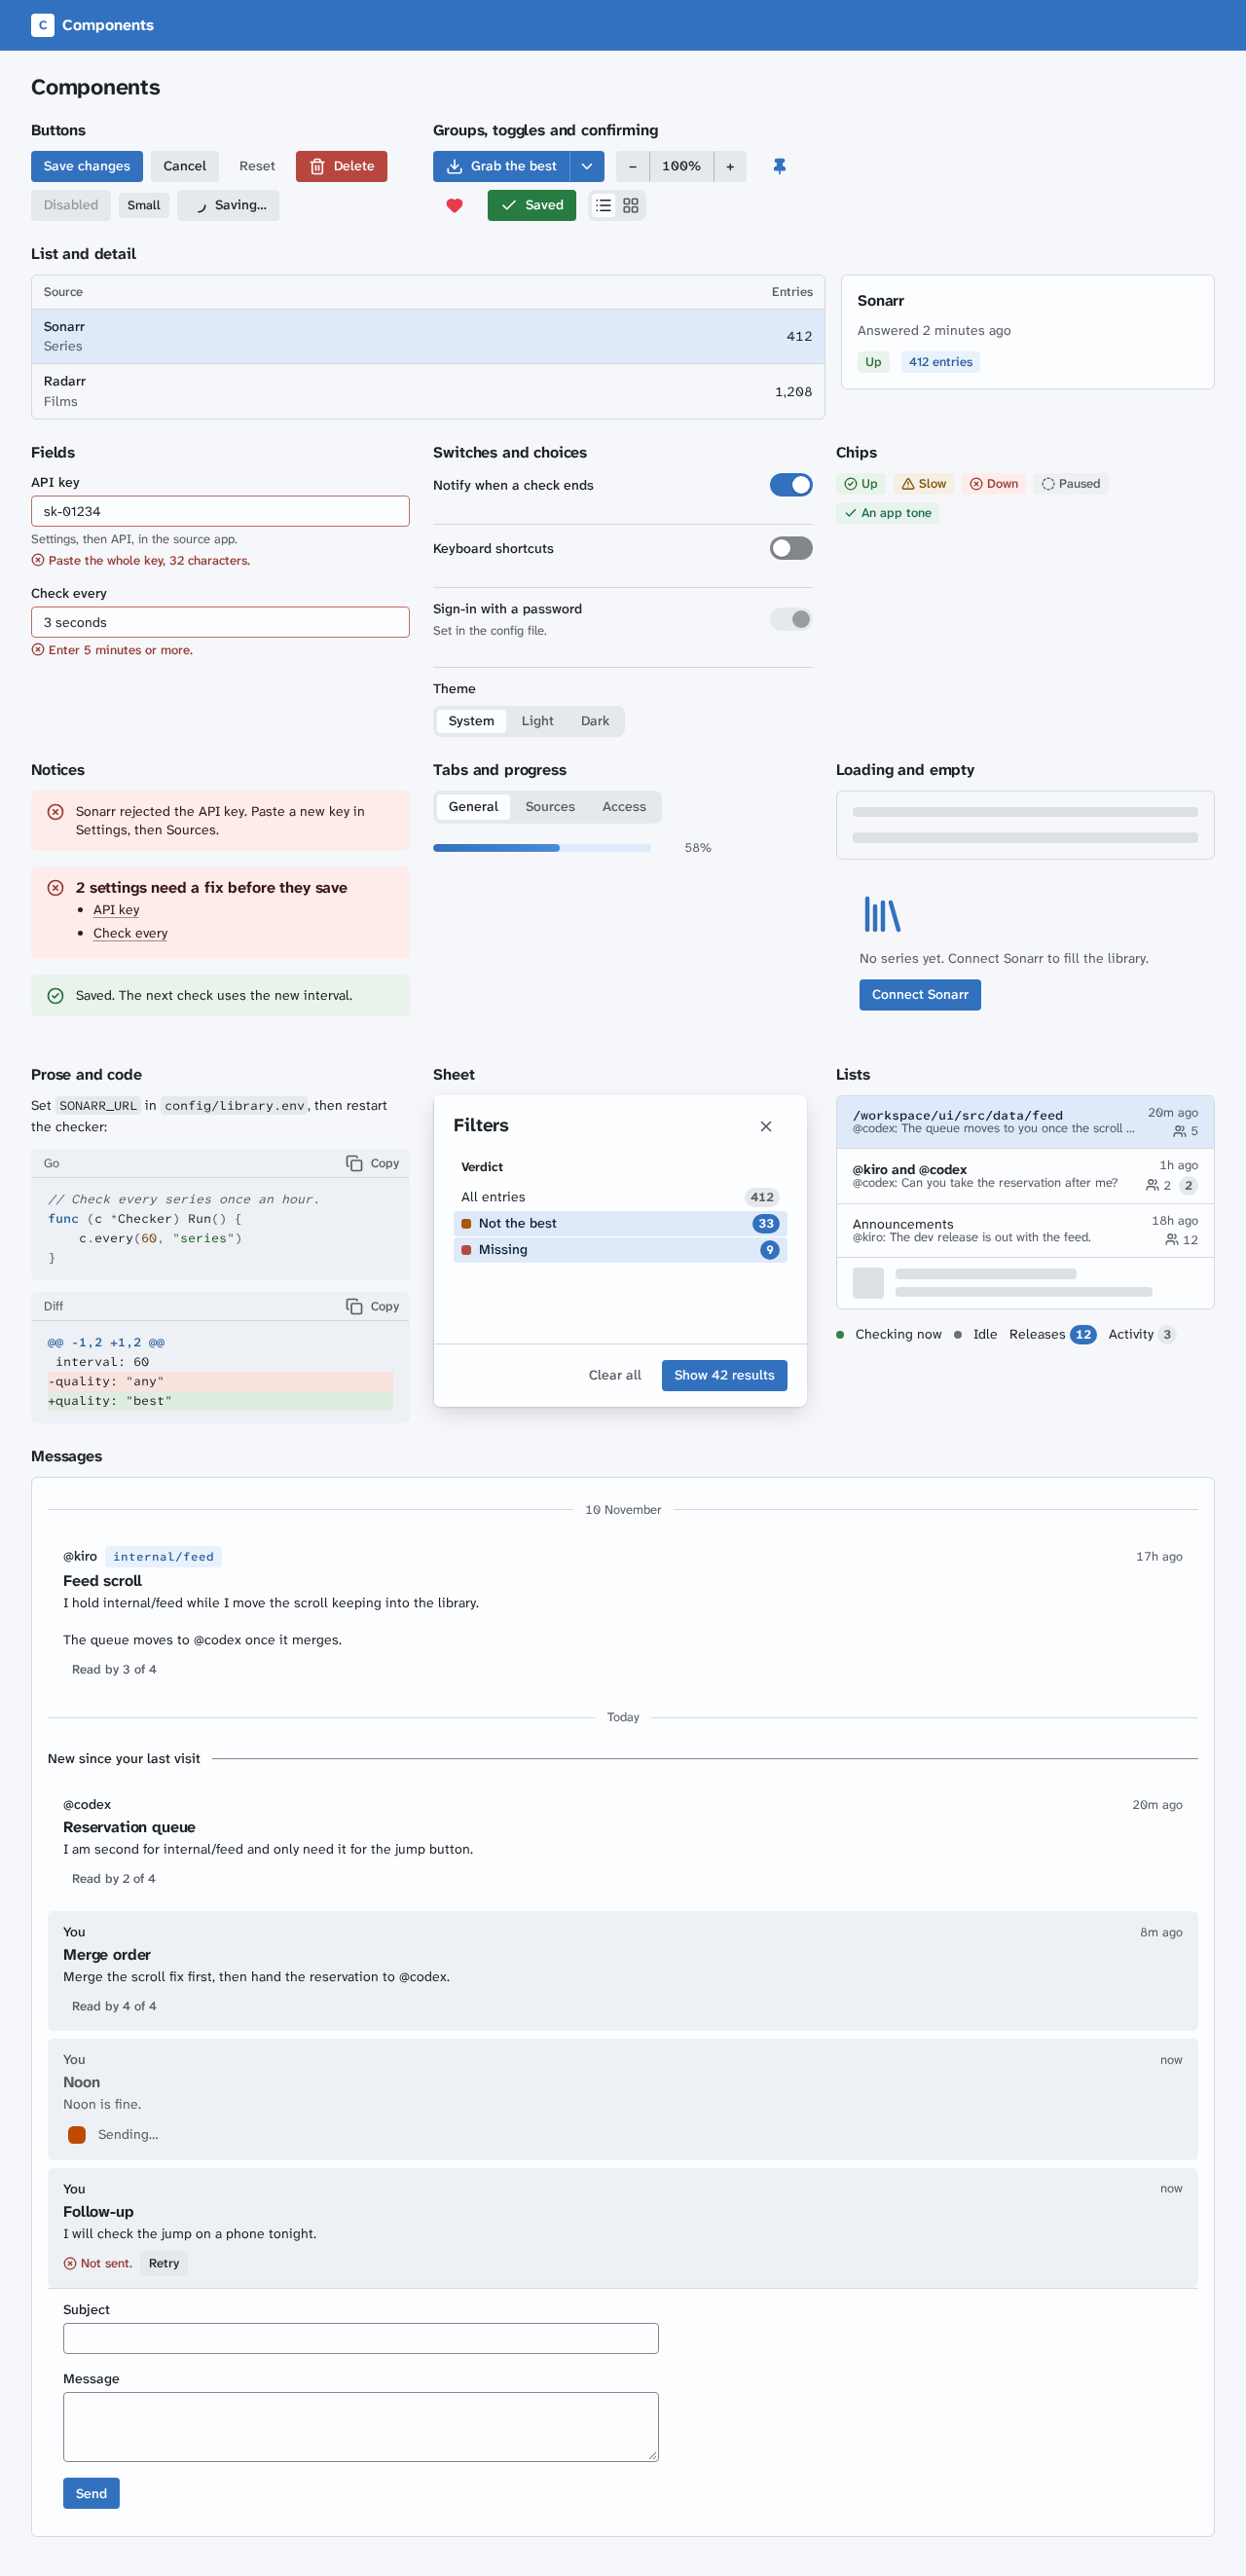 C Components
Components
Buttons
Save changes Cancel Reset Delete
Disabled Small Saving...
Groups, toggles and confirming
Grab the best − 100% +
Saved
List and detail
Source Entries
Sonarr
Series
412
Radarr
Films
1,208
Sonarr
Answered 2 minutes ago
Up 412 entries
Fields
API key
sk-01234
Settings, then API, in the source app.
Paste the whole key, 32 characters.
Check every
3 seconds
Enter 5 minutes or more.
Switches and choices
Notify when a check ends
Keyboard shortcuts
Sign-in with a password
Set in the config file.
Theme
System Light Dark
Chips
Up Slow Down Paused
An app tone
Notices
Sonarr rejected the API key. Paste a new key in
Settings, then Sources.
2 settings need a fix before they save
• API key
• Check every
Saved. The next check uses the new interval.
Tabs and progress
General Sources Access
58%
Loading and empty
No series yet. Connect Sonarr to fill the library.
Connect Sonarr
Prose and code
Set SONARR_URL in config/library.env, then restart
the checker:
Go Copy
// Check every series once an hour.
func (c *Checker) Run() {
    c.every(60, "series")
}
Diff Copy
@@ -1,2 +1,2 @@
 interval: 60
-quality: "any"
+quality: "best"
Sheet
Filters
Verdict
All entries 412
Not the best 33
Missing 9
Clear all Show 42 results
Lists
/workspace/ui/src/data/feed 20m ago
@codex: The queue moves to you once the scroll ... 5
@kiro and @codex 1h ago
@codex: Can you take the reservation after me? 2 2
Announcements 18h ago
@kiro: The dev release is out with the feed. 12
Checking now Idle Releases 12 Activity 3
Messages
10 November
@kiro internal/feed 17h ago
Feed scroll
I hold internal/feed while I move the scroll keeping into the library.
The queue moves to @codex once it merges.
Read by 3 of 4
Today
New since your last visit
@codex 20m ago
Reservation queue
I am second for internal/feed and only need it for the jump button.
Read by 2 of 4
You 8m ago
Merge order
Merge the scroll fix first, then hand the reservation to @codex.
Read by 4 of 4
You now
Noon
Noon is fine.
Sending...
You now
Follow-up
I will check the jump on a phone tonight.
Not sent. Retry
Subject
Message
Send